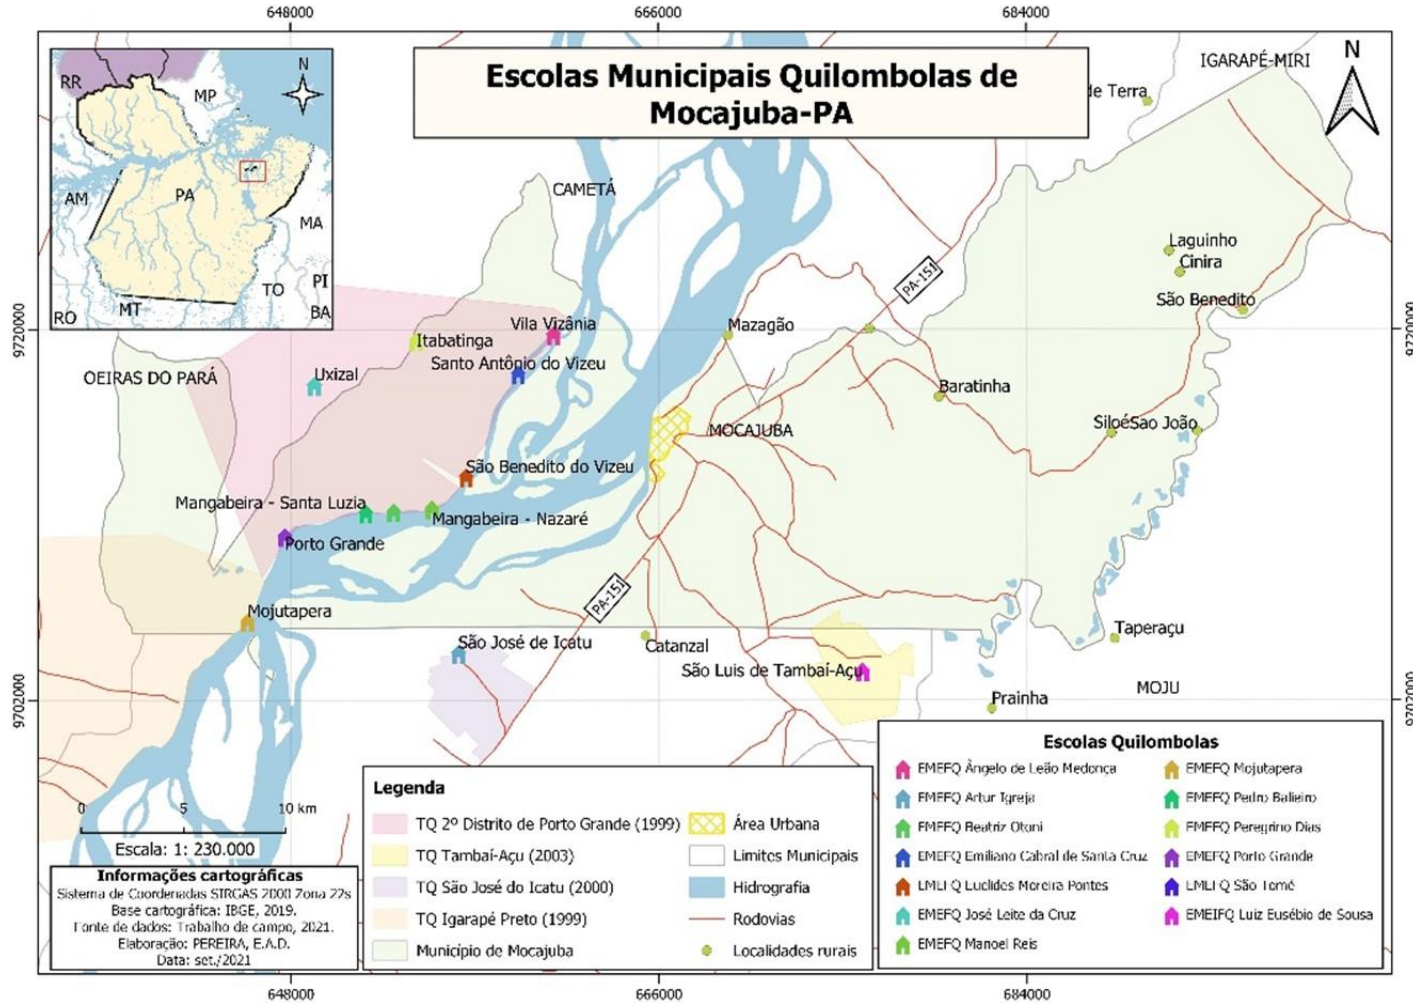 648000
666000
684000
Escolas Municipais Quilombolas de
Mocajuba-PA
N
RR
MP
AM
PA
MA
TO
PI
BA
MT
RO
N
IGARAPÉ-MIRI
de Terra
CAMETÁ
Laguinho
Cinira
São Benedito
PA-151
9720000
9720000
Vila Vizânia
Mazagão
Itabatinga
Santo Antônio do Vizeu
OEIRAS DO PARÁ
Uxizal
Baratinha
MOCAJUBA
Siloé
Sao João
São Benedito do Vizeu
Mangabeira - Santa Luzia
Mangabeira - Nazaré
Porto Grande
PA-151
Mojutapera
São José de Icatu
Catanzal
Taperaçu
São Luis de Tambaí-Açu
MOJU
Prainha
9702000
9702000
0 5 10 km
Escala: 1: 230.000
Informações cartográficas
Sistema de Coordenadas SIRGAS 2000 Zona 22s
Base cartográfica: IBGE, 2019.
Fonte de dados: Trabalho de campo, 2021.
Elaboração: PEREIRA, E.A.D.
Data: set./2021
Legenda
TQ 2º Distrito de Porto Grande (1999)
TQ Tambaí-Açu (2003)
TQ São José do Icatu (2000)
TQ Igarapé Preto (1999)
Município de Mocajuba
Área Urbana
Limites Municipais
Hidrografia
Rodovias
Localidades rurais
Escolas Quilombolas
EMEFQ Ângelo de Leão Medonça
EMEFQ Artur Igreja
EMEFQ Beatriz Otoni
EMEFQ Emiliano Cabral de Santa Cruz
EMEFQ Luclides Moreira Pontes
EMEFQ José Leite da Cruz
EMEFQ Manoel Reis
EMEFQ Mojutapera
EMEFQ Pedro Balieiro
EMEFQ Peregrino Dias
EMEFQ Porto Grande
EMEFQ São Tomé
EMEIFQ Luiz Eusébio de Sousa
648000
666000
684000